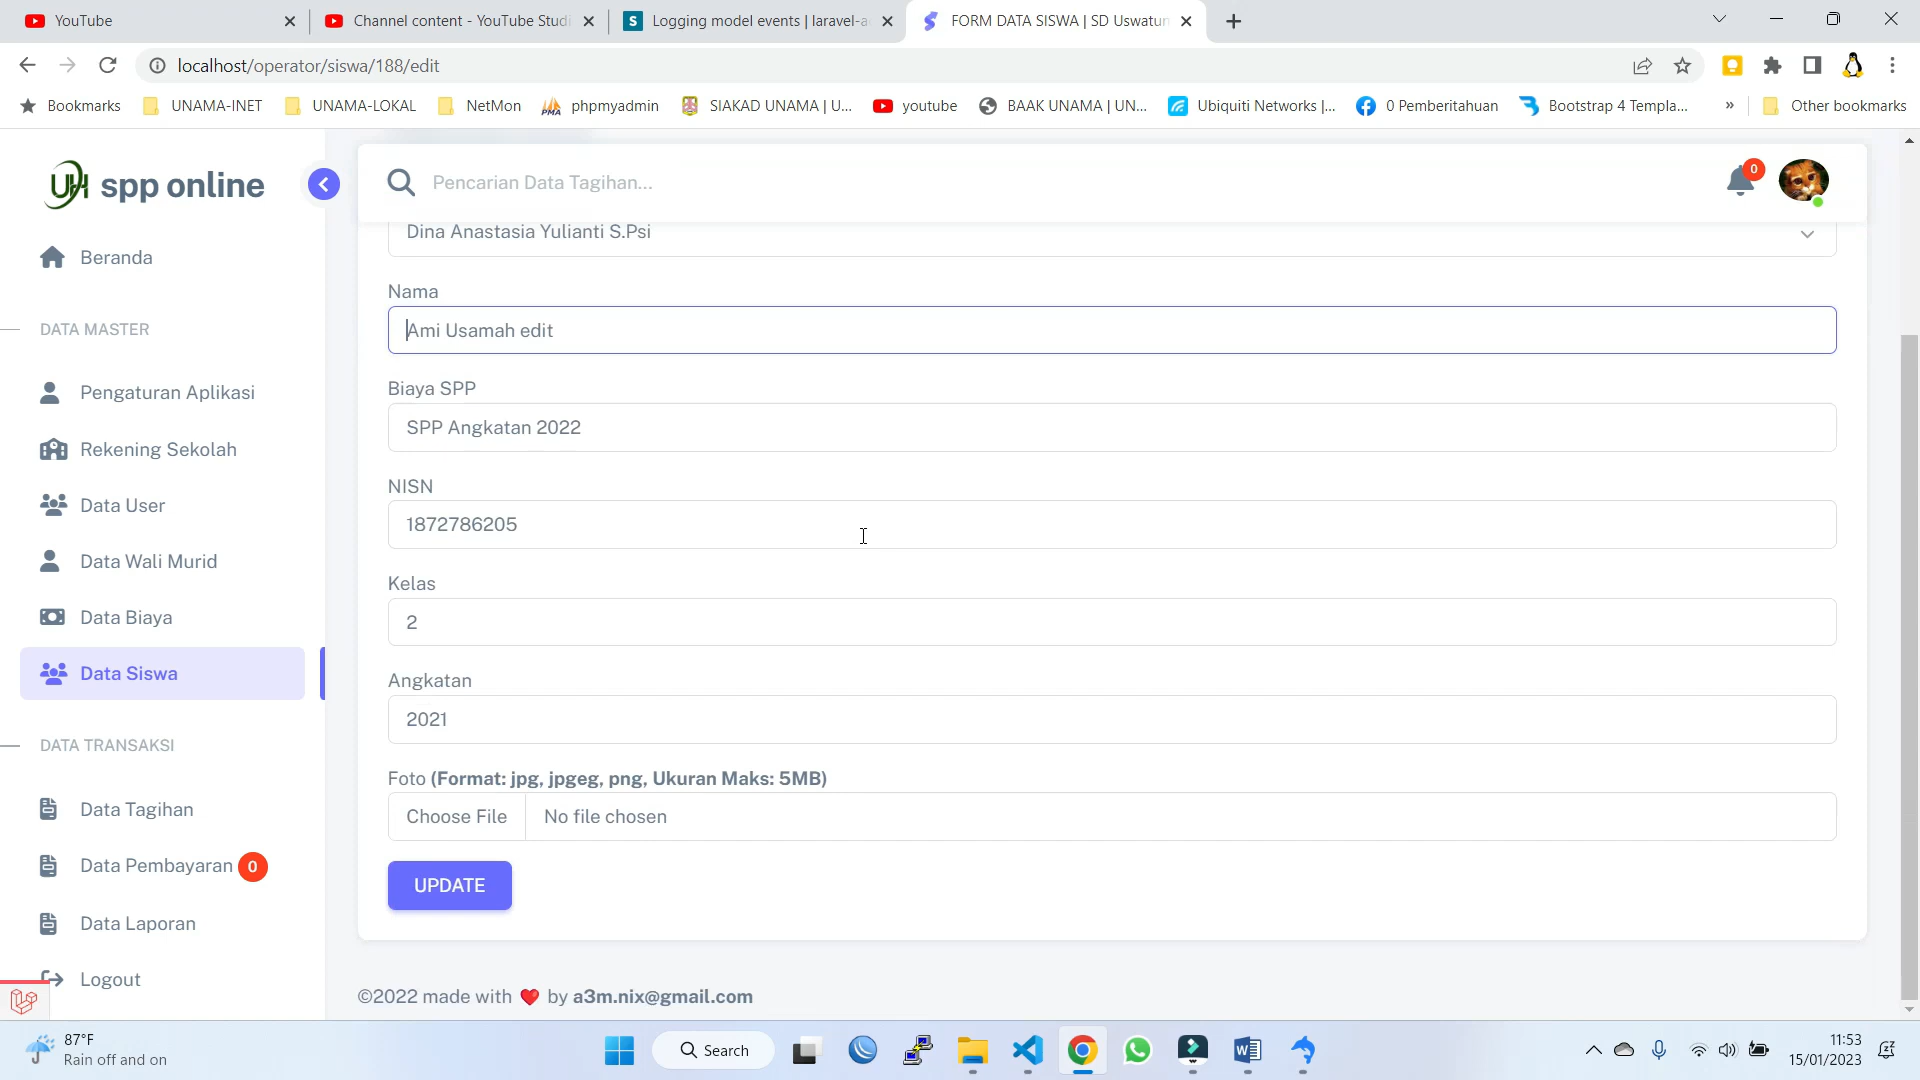 YouTube
Channel content - YouTube Studi
Logging model events | laravel-a
FORM DATA SISWA | SD Uswatun
localhost/operator/siswa/188/edit
Bookmarks
UNAMA-INET
UNAMA-LOKAL
NetMon
phpmyadmin
SIAKAD UNAMA | U...
youtube
BAAK UNAMA | UN...
Ubiquiti Networks |...
0 Pemberitahuan
Bootstrap 4 Templa...
»
Other bookmarks
UH spp online
Pencarian Data Tagihan...
0
Beranda
DATA MASTER
Pengaturan Aplikasi
Rekening Sekolah
Data User
Data Wali Murid
Data Biaya
Data Siswa
DATA TRANSAKSI
Data Tagihan
Data Pembayaran 0
Data Laporan
Logout
Dina Anastasia Yulianti S.Psi
Nama
Ami Usamah edit
Biaya SPP
SPP Angkatan 2022
NISN
1872786205
Kelas
2
Angkatan
2021
Foto (Format: jpg, jpgeg, png, Ukuran Maks: 5MB)
Choose File No file chosen
UPDATE
©2022 made with ❤️ by a3m.nix@gmail.com
87°F
Rain off and on
Search
11:53
15/01/2023